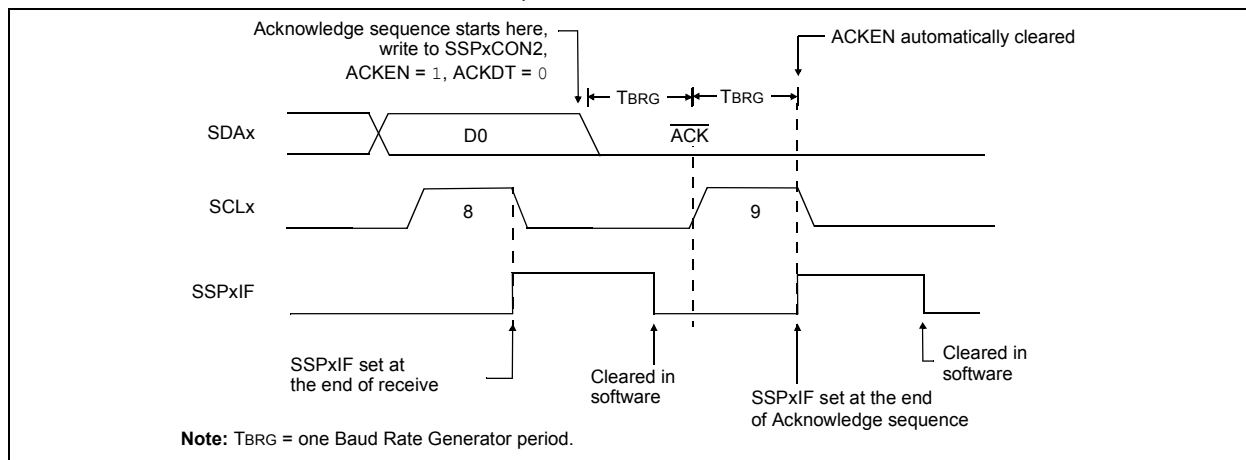 Acknowledge sequence starts here,
write to SSPxCON2,
ACKEN = 1, ACKDT = 0
ACKEN automatically cleared
TBRG
TBRG
SDAx
D0
ACK
SCLx
8
9
SSPxIF
SSPxIF set at
the end of receive
Cleared in
software
SSPxIF set at the end
of Acknowledge sequence
Cleared in
software
Note: TBRG = one Baud Rate Generator period.